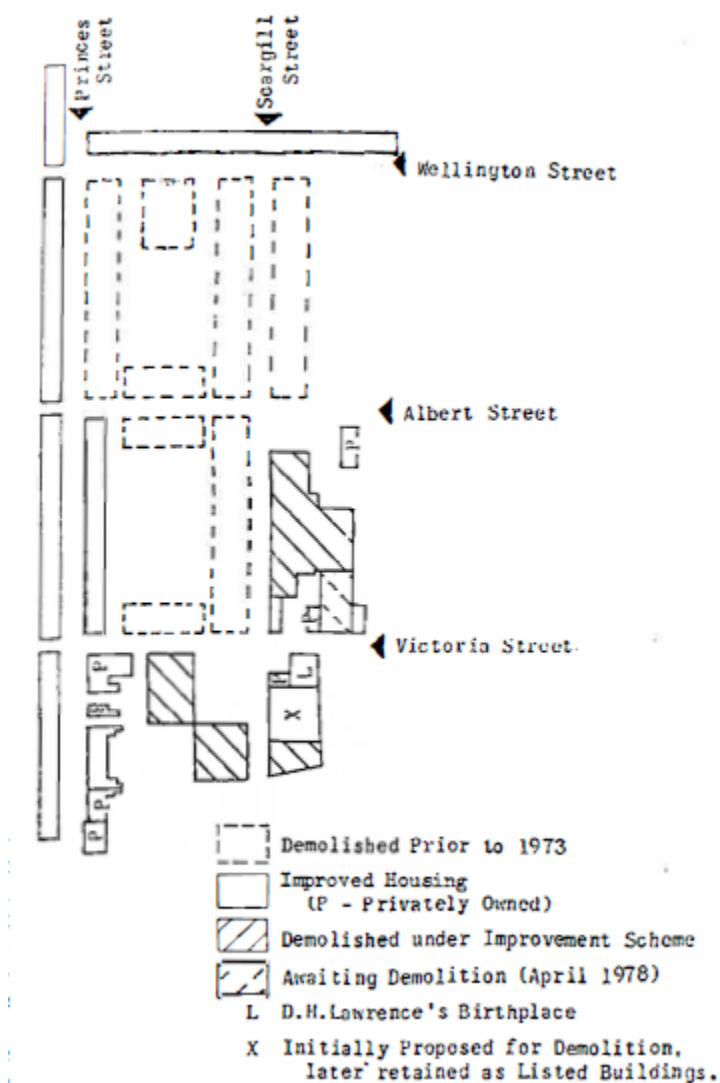 Princes
Street
Scargill
Street
Wellington Street
Albert Street
P
P
Victoria Street
P
P
L
X
P
P
Demolished Prior to 1973
Improved Housing
(P - Privately Owned)
Demolished under Improvement Scheme
Awaiting Demolition (April 1978)
L D.H.Lawrence's Birthplace
X Initially Proposed for Demolition,
later retained as Listed Buildings.